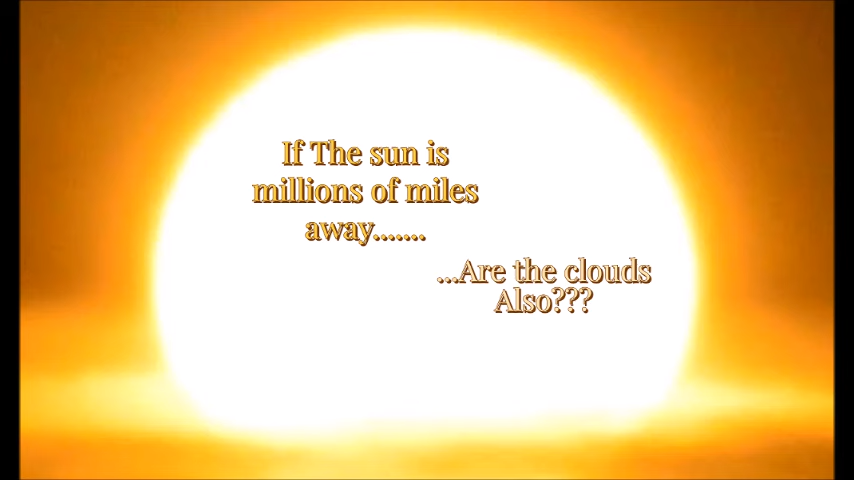 If The sun is
millions of miles
away.......
...Are the clouds
Also???